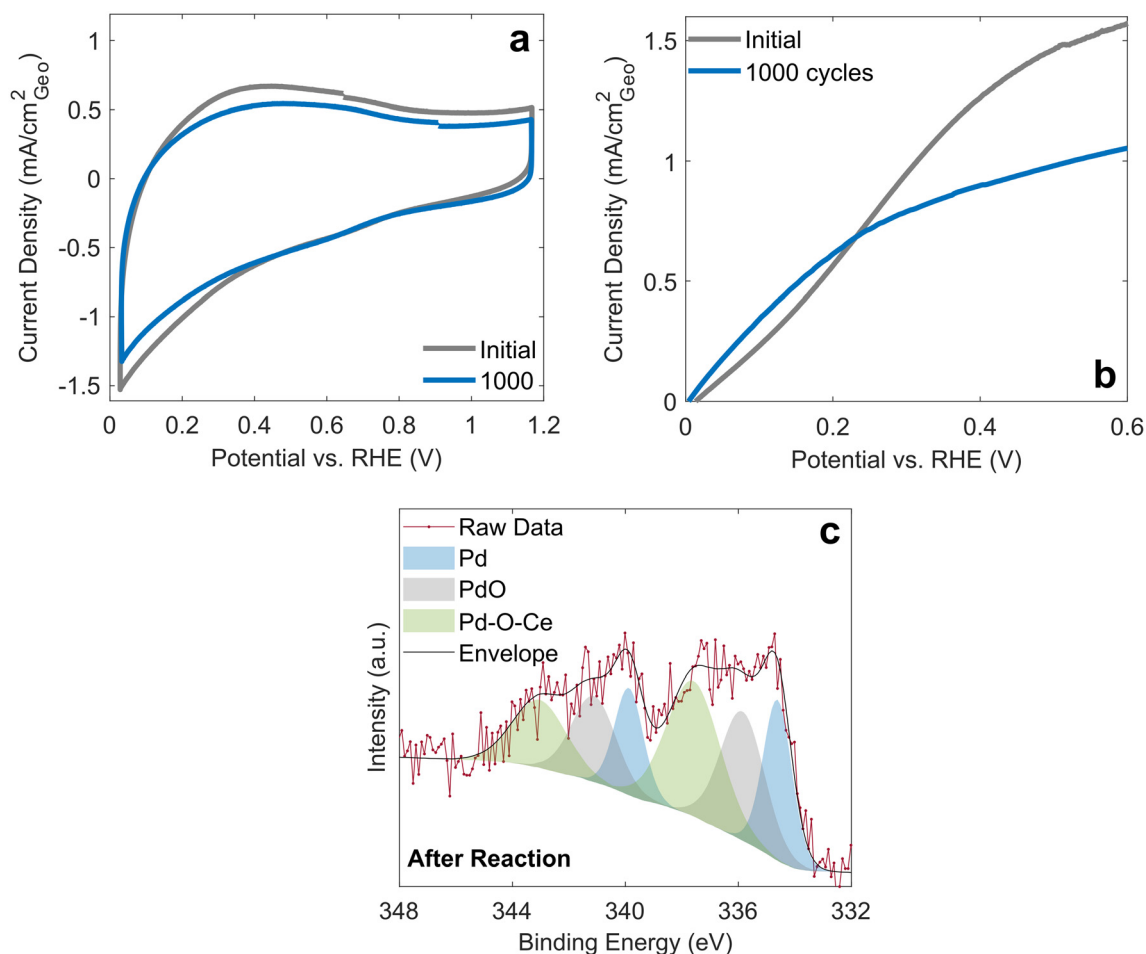 a
Current Density (mA/cm²Geo)
1
0.5
0
-0.5
-1
-1.5
Initial
1000
0
0.2
0.4
0.6
0.8
1
1.2
Potential vs. RHE (V)
Initial
1000 cycles
b
Current Density (mA/cm²Geo)
1.5
1
0.5
0
0
0.2
0.4
0.6
Potential vs. RHE (V)
Raw Data
Pd
PdO
Pd-O-Ce
Envelope
c
Intensity (a.u.)
After Reaction
348
344
340
336
332
Binding Energy (eV)